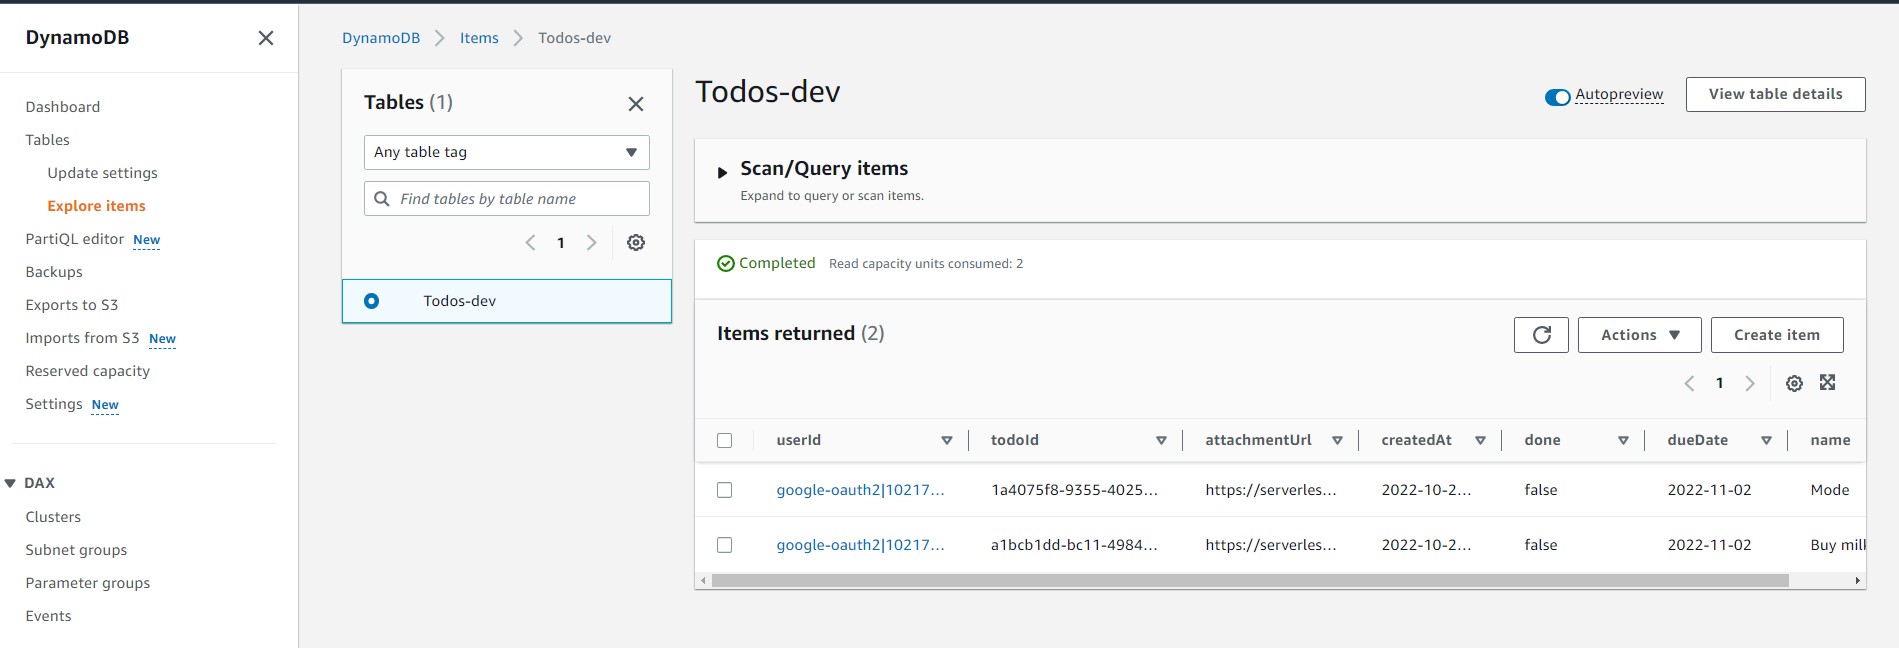 DynamoDB
Dashboard
Tables
Update settings
Explore items
PartiQL editor New
Backups
Exports to S3
Imports from S3 New
Reserved capacity
Settings New
DAX
Clusters
Subnet groups
Parameter groups
Events
DynamoDB Items Todos-dev
Tables (1)
Any table tag
Find tables by table name
1
Todos-dev
Todos-dev
Autopreview View table details
Scan/Query items
Expand to query or scan items.
Completed Read capacity units consumed: 2
Items returned (2)
Actions Create item
1
userId todoId attachmentUrl createdAt done dueDate name
google-oauth2|10217... 1a4075f8-9355-4025... https://serverles... 2022-10-2... false 2022-11-02 Mode
google-oauth2|10217... a1bcb1dd-bc11-4984... https://serverles... 2022-10-2... false 2022-11-02 Buy